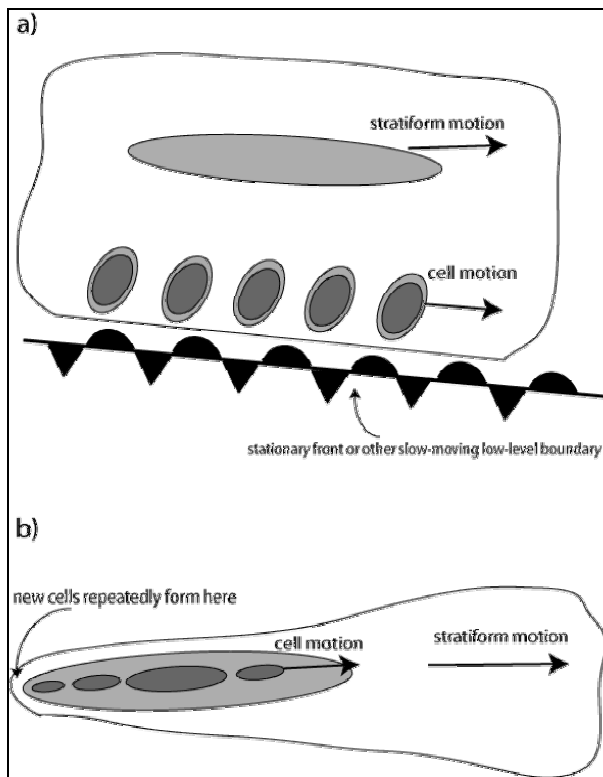 a)
stratiform motion
cell motion
stationary front or other slow-moving low-level boundary
b)
new cells repeatedly form here
cell motion
stratiform motion